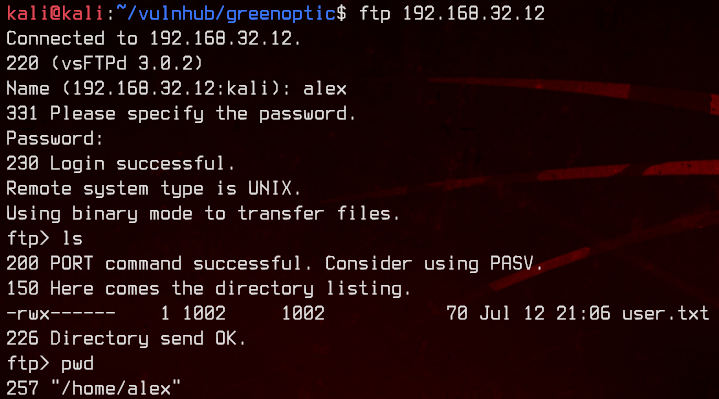 kali@kali:~/vulnhub/greenoptic$ ftp 192.168.32.12
Connected to 192.168.32.12.
220 (vsFTPd 3.0.2)
Name (192.168.32.12:kali): alex
331 Please specify the password.
Password:
230 Login successful.
Remote system type is UNIX.
Using binary mode to transfer files.
ftp> ls
200 PORT command successful. Consider using PASV.
150 Here comes the directory listing.
-rwx------    1 1002     1002           70 Jul 12 21:06 user.txt
226 Directory send OK.
ftp> pwd
257 "/home/alex"